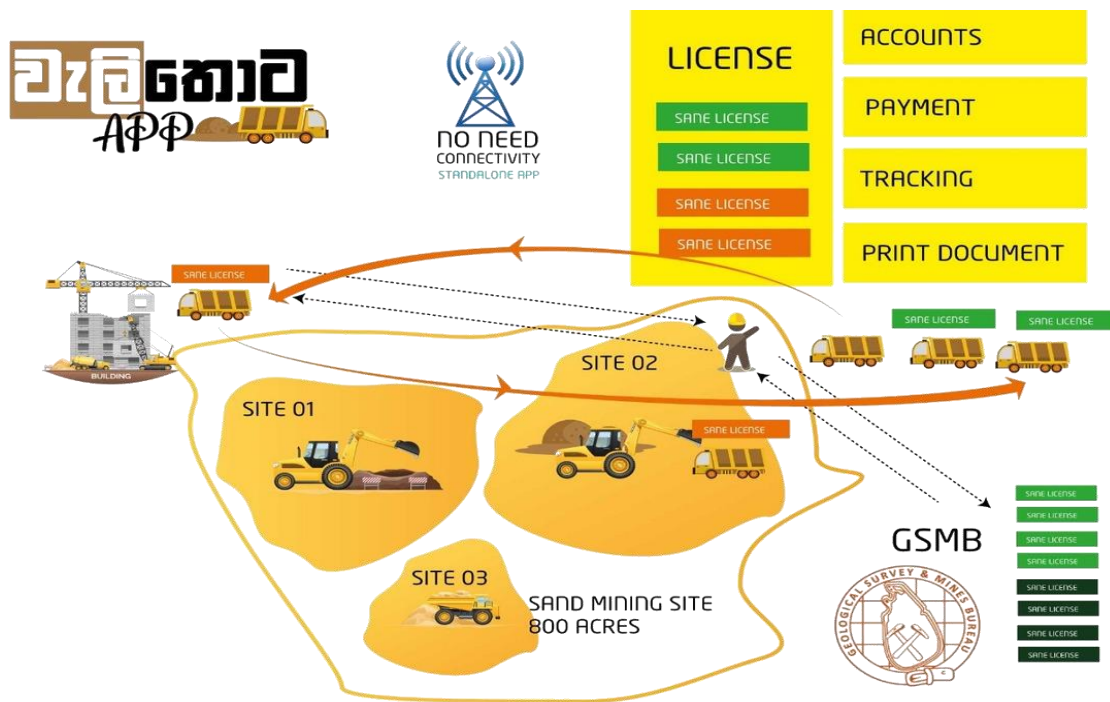 වැලිතොට
APP
NO NEED
CONNECTIVITY
STANDALONE APP
LICENSE
SANE LICENSE
SANE LICENSE
SANE LICENSE
SANE LICENSE
ACCOUNTS
PAYMENT
TRACKING
PRINT DOCUMENT
SANE LICENSE
BUILDING
SANE LICENSE
SANE LICENSE
SITE 02
SITE 01
SANE LICENSE
SITE 03
SAND MINING SITE
800 ACRES
GSMB
GEOLOGICAL SURVEY & MINES BUREAU
SANE LICENSE
SANE LICENSE
SANE LICENSE
SANE LICENSE
SANE LICENSE
SANE LICENSE
SANE LICENSE
SANE LICENSE